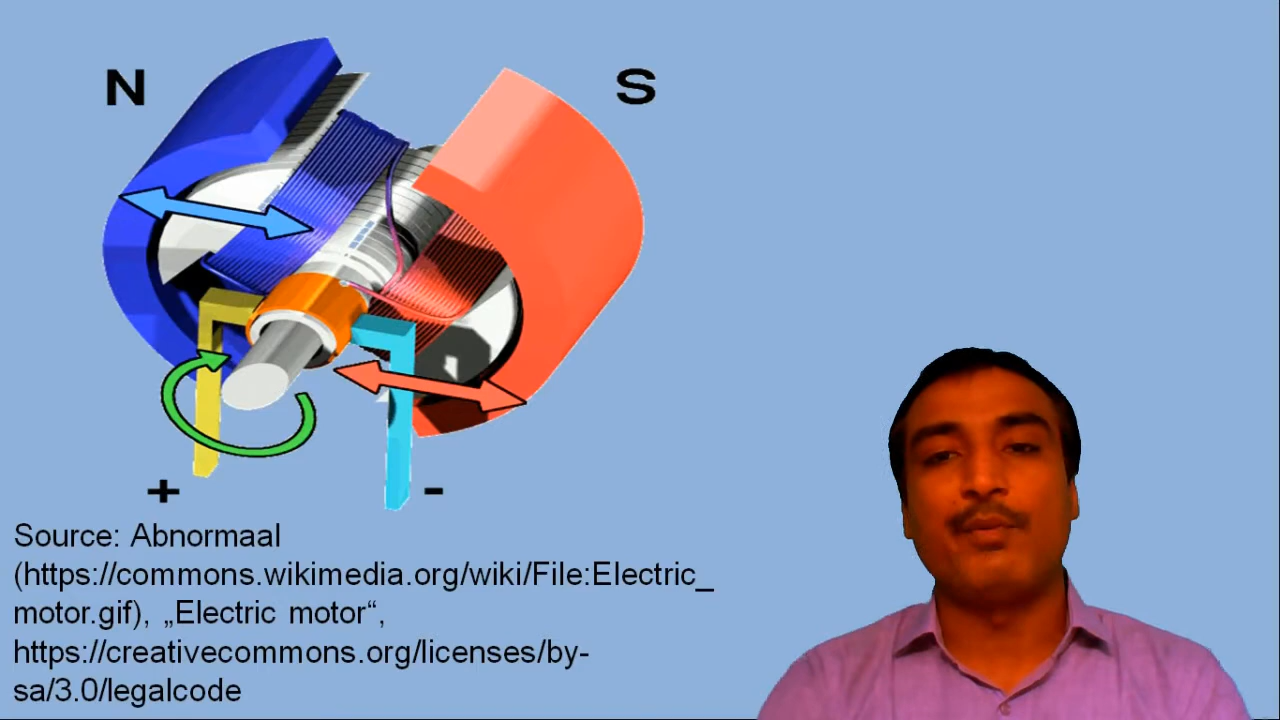 N
S
+
-
Source: Abnormaal
(https://commons.wikimedia.org/wiki/File:Electric_
motor.gif), „Electric motor“,
https://creativecommons.org/licenses/by-
sa/3.0/legalcode